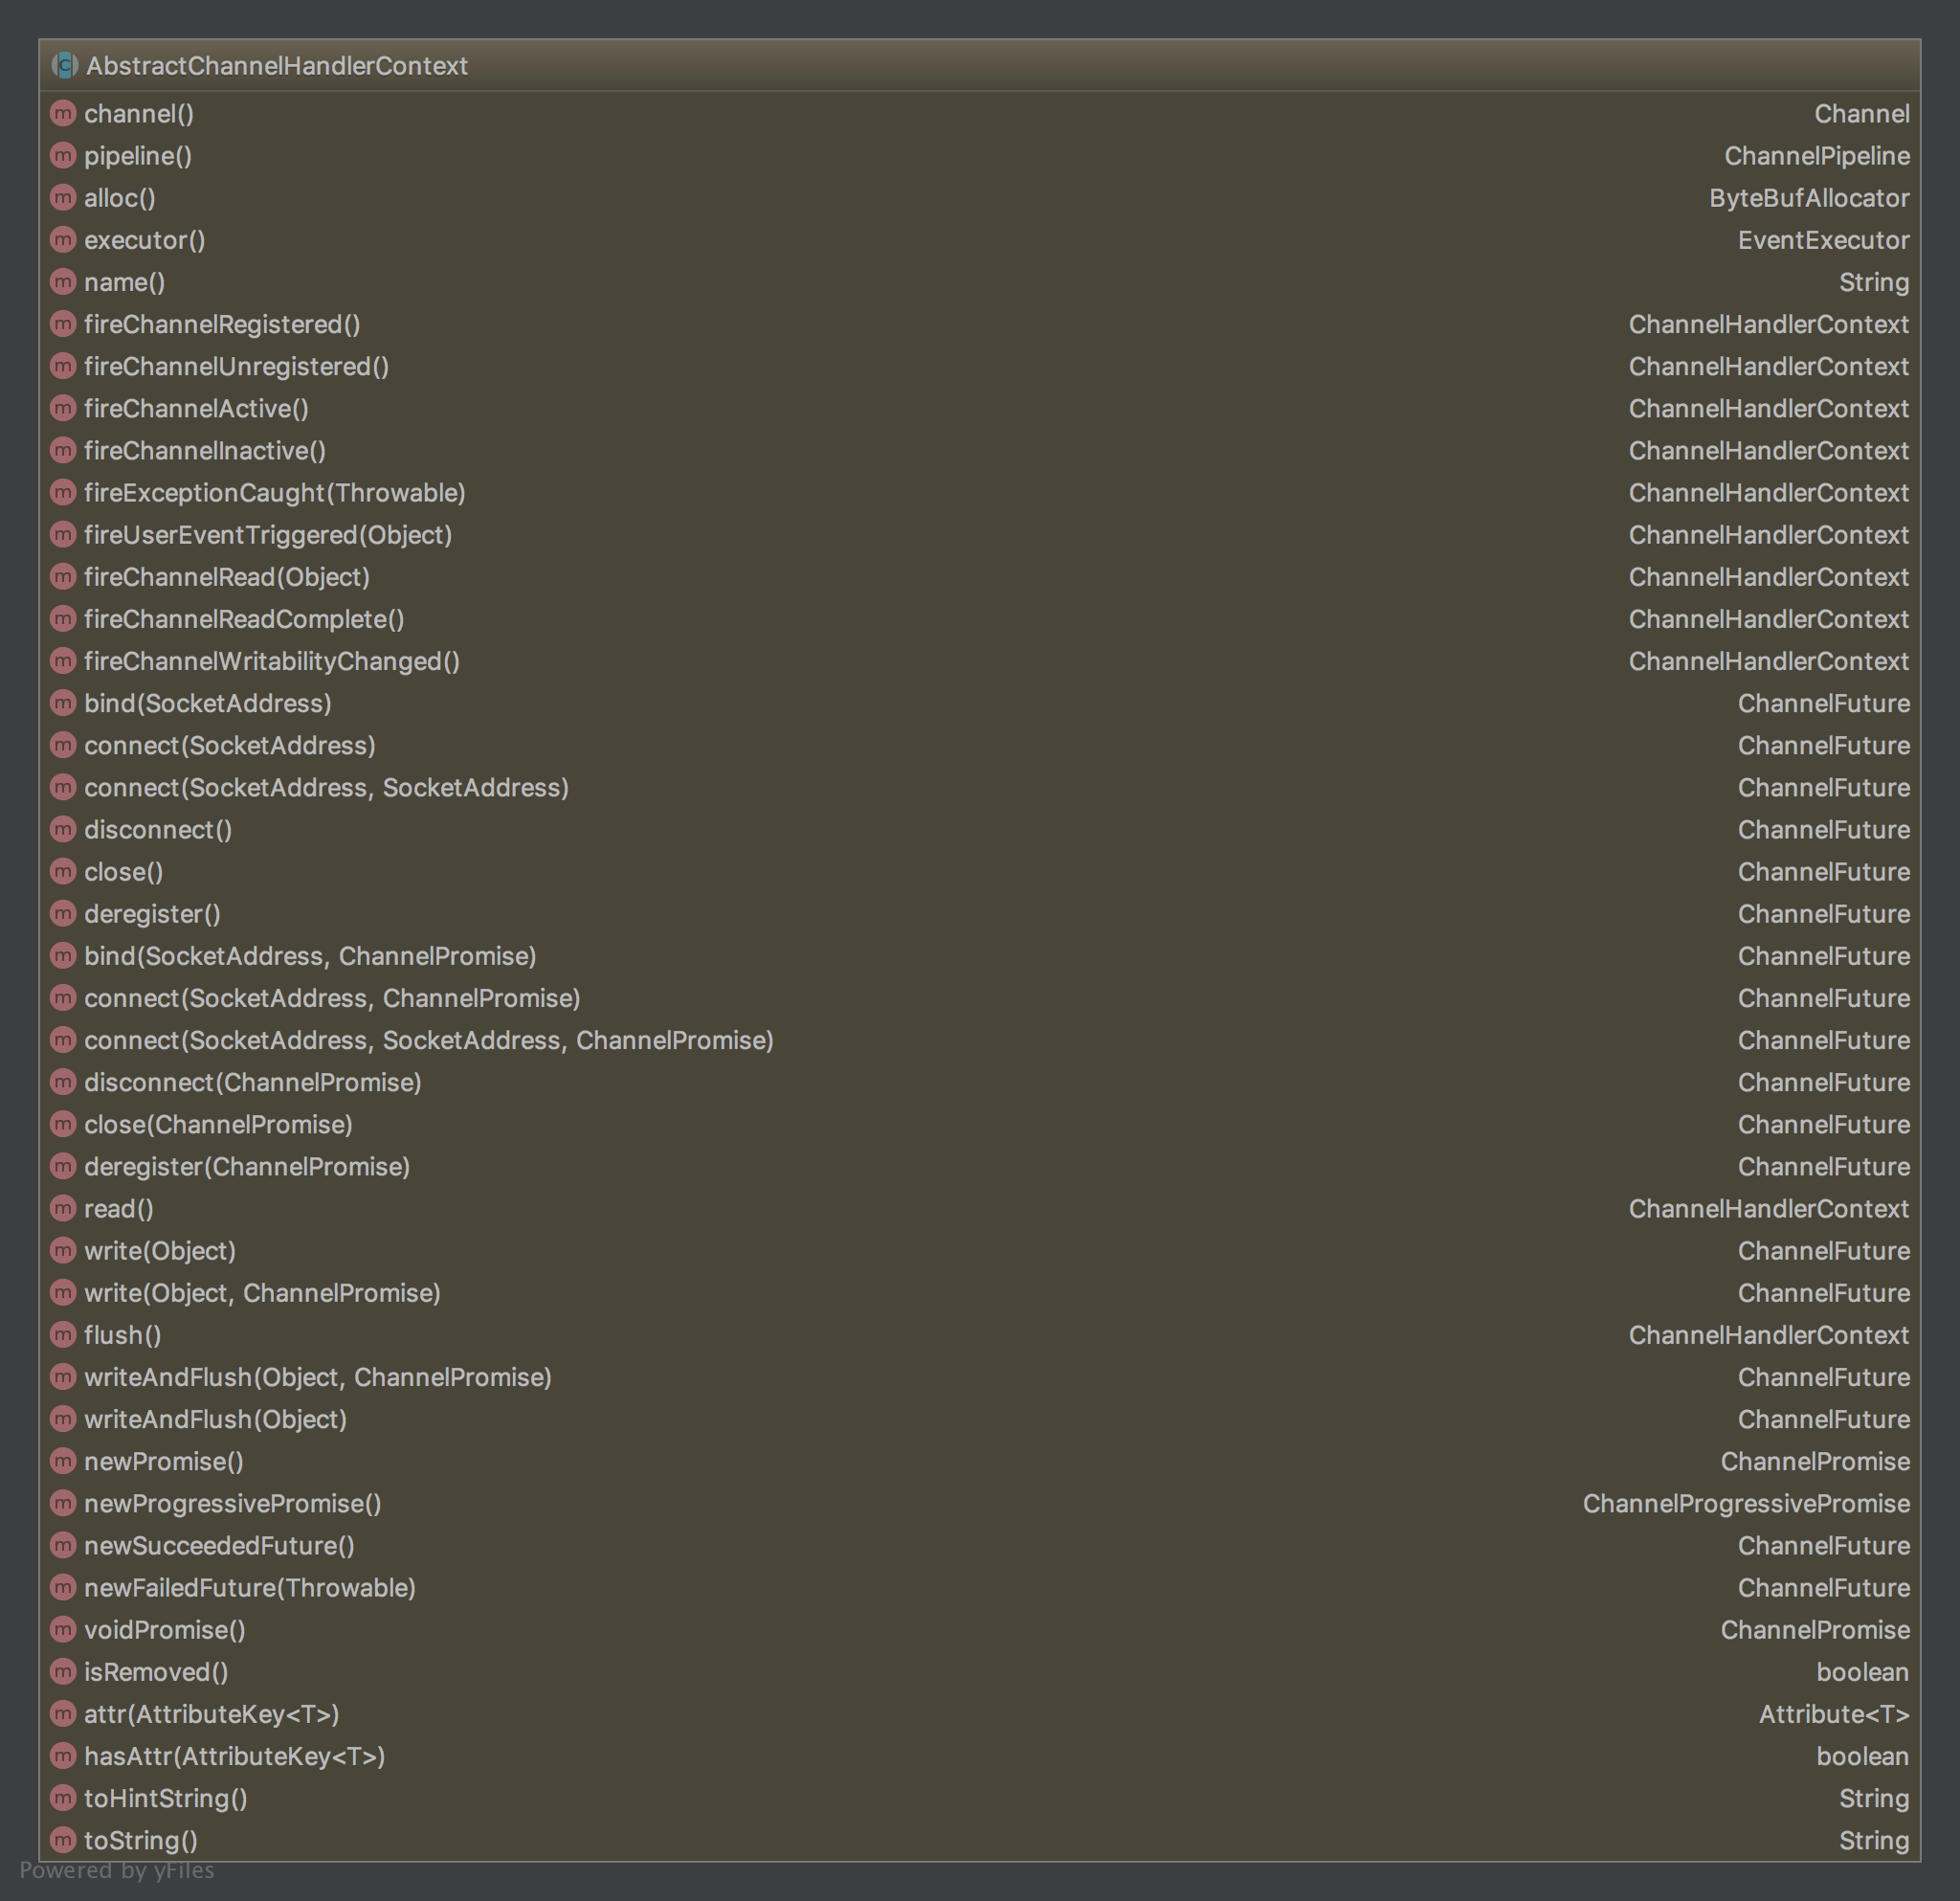 AbstractChannelHandlerContext
channel() Channel
pipeline() ChannelPipeline
alloc() ByteBufAllocator
executor() EventExecutor
name() String
fireChannelRegistered() ChannelHandlerContext
fireChannelUnregistered() ChannelHandlerContext
fireChannelActive() ChannelHandlerContext
fireChannelInactive() ChannelHandlerContext
fireExceptionCaught(Throwable) ChannelHandlerContext
fireUserEventTriggered(Object) ChannelHandlerContext
fireChannelRead(Object) ChannelHandlerContext
fireChannelReadComplete() ChannelHandlerContext
fireChannelWritabilityChanged() ChannelHandlerContext
bind(SocketAddress) ChannelFuture
connect(SocketAddress) ChannelFuture
connect(SocketAddress, SocketAddress) ChannelFuture
disconnect() ChannelFuture
close() ChannelFuture
deregister() ChannelFuture
bind(SocketAddress, ChannelPromise) ChannelFuture
connect(SocketAddress, ChannelPromise) ChannelFuture
connect(SocketAddress, SocketAddress, ChannelPromise) ChannelFuture
disconnect(ChannelPromise) ChannelFuture
close(ChannelPromise) ChannelFuture
deregister(ChannelPromise) ChannelFuture
read() ChannelHandlerContext
write(Object) ChannelFuture
write(Object, ChannelPromise) ChannelFuture
flush() ChannelHandlerContext
writeAndFlush(Object, ChannelPromise) ChannelFuture
writeAndFlush(Object) ChannelFuture
newPromise() ChannelPromise
newProgressivePromise() ChannelProgressivePromise
newSucceededFuture() ChannelFuture
newFailedFuture(Throwable) ChannelFuture
voidPromise() ChannelPromise
isRemoved() boolean
attr(AttributeKey<T>) Attribute<T>
hasAttr(AttributeKey<T>) boolean
toHintString() String
toString() String
Powered by yFiles